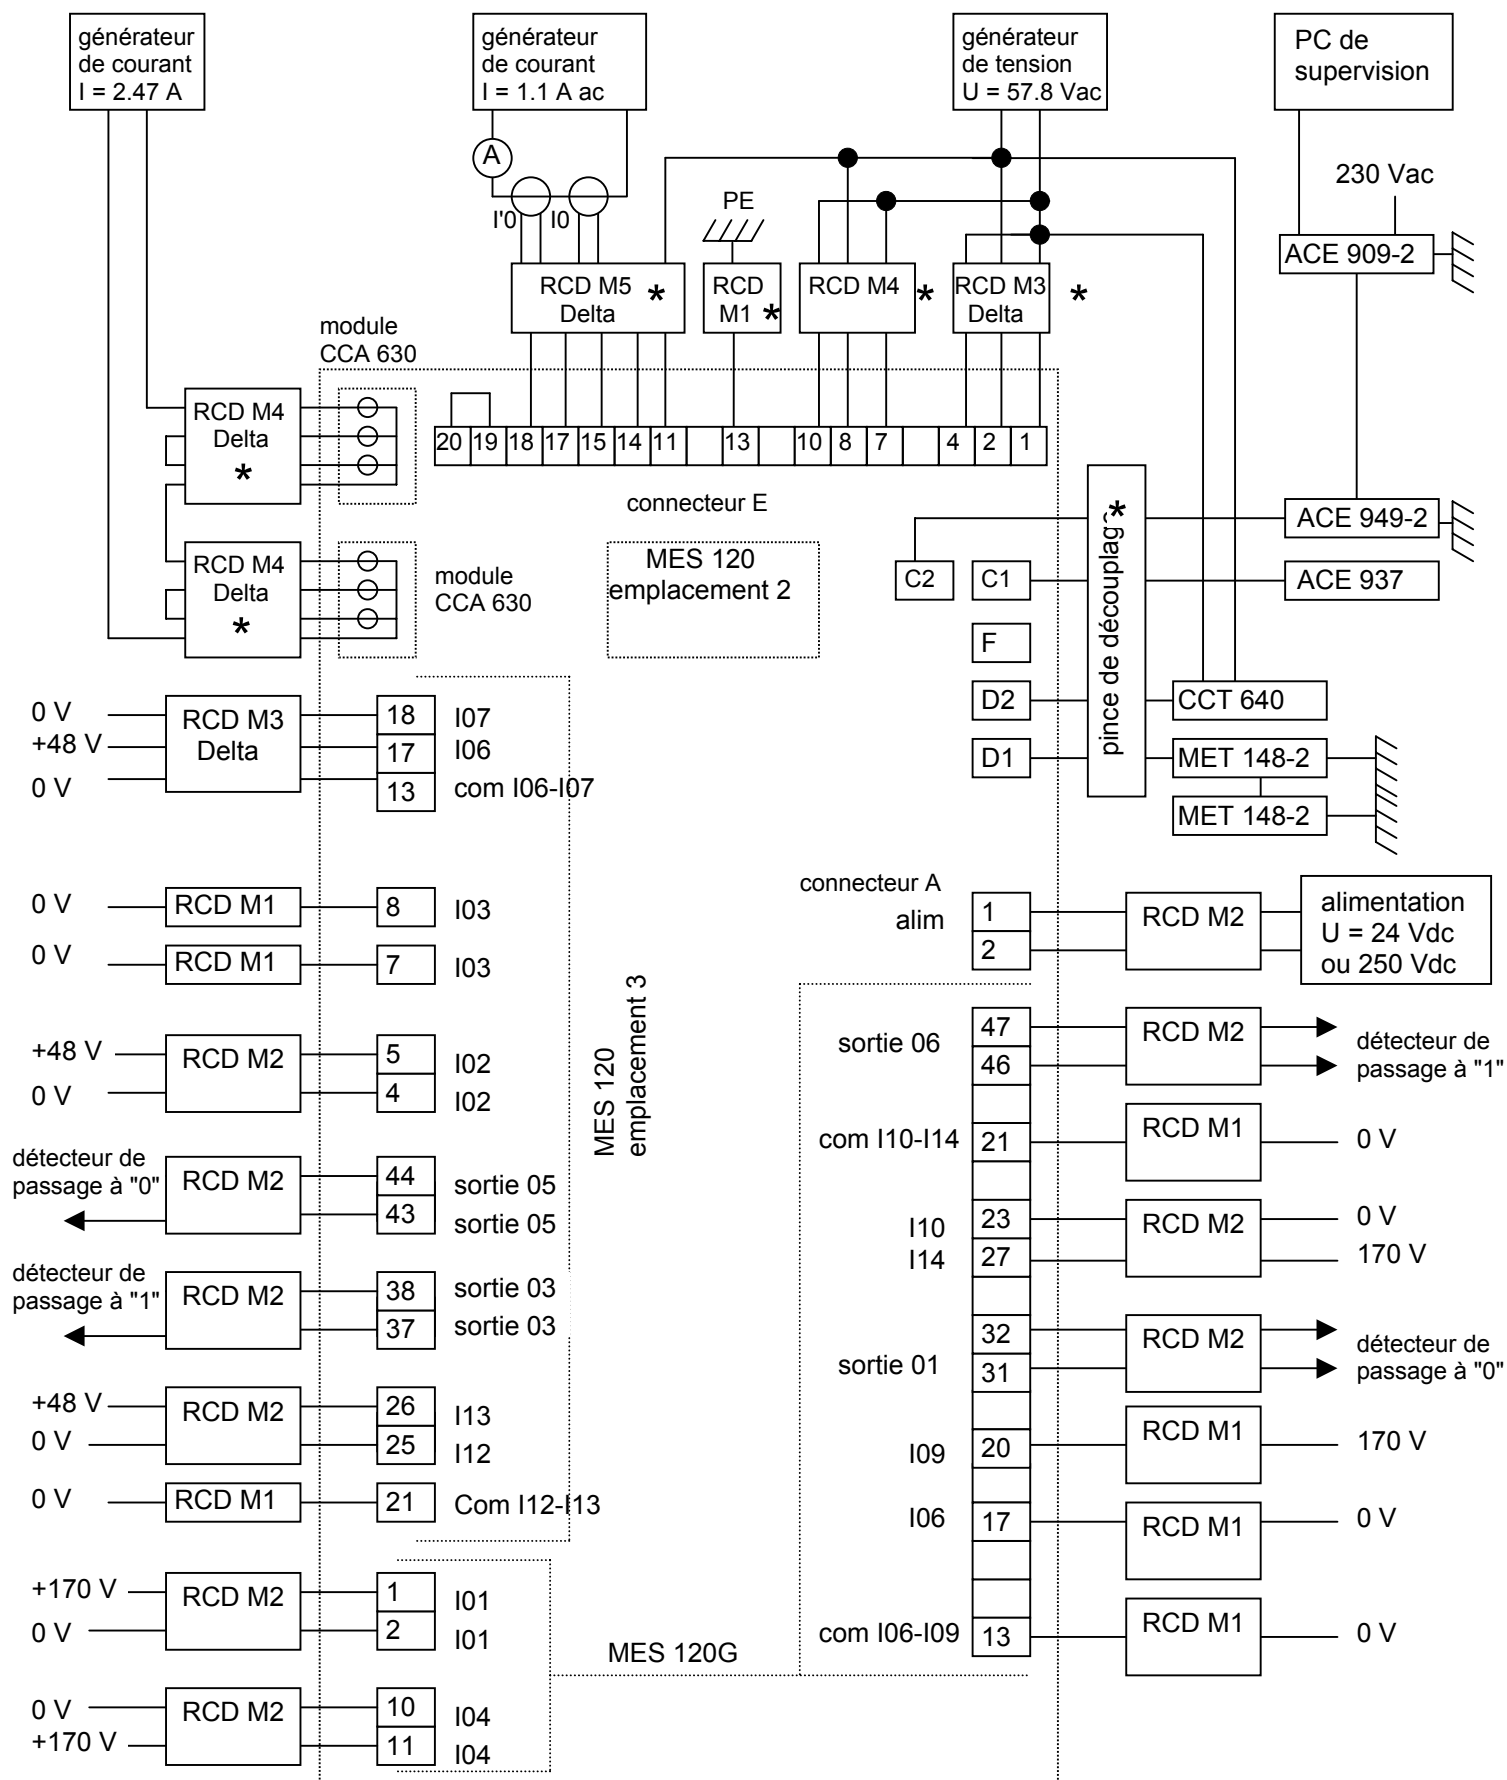 générateur
de courant
I = 2.47 A
générateur
de courant
I = 1.1 A ac
générateur
de tension
U = 57.8 Vac
PC de
supervision
A
I'0
I0
PE
230 Vac
ACE 909-2
RCD M5
Delta
*
RCD
M1
*
RCD M4
*
RCD M3
Delta
*
module
CCA 630
RCD M4
Delta
*
20
19
18
17
15
14
11
13
10
8
7
4
2
1
connecteur E
RCD M4
Delta
*
module
CCA 630
MES 120
emplacement 2
pince de découplage
*
ACE 949-2
C2
C1
ACE 937
F
D2
CCT 640
D1
MET 148-2
MET 148-2
0 V
+48 V
0 V
RCD M3
Delta
18
17
13
I07
I06
com I06-I07
0 V
RCD M1
8
I03
0 V
RCD M1
7
I03
+48 V
0 V
RCD M2
5
4
I02
I02
MES 120
emplacement 3
détecteur de
passage à "0"
RCD M2
44
43
sortie 05
sortie 05
détecteur de
passage à "1"
RCD M2
38
37
sortie 03
sortie 03
+48 V
0 V
RCD M2
26
25
I13
I12
0 V
RCD M1
21
Com I12-I13
+170 V
0 V
RCD M2
1
2
I01
I01
0 V
+170 V
RCD M2
10
11
I04
I04
MES 120G
connecteur A
alim
1
2
RCD M2
alimentation
U = 24 Vdc
ou 250 Vdc
sortie 06
47
46
RCD M2
détecteur de
passage à "1"
com I10-I14
21
RCD M1
0 V
I10
I14
23
27
RCD M2
0 V
170 V
sortie 01
32
31
RCD M2
détecteur de
passage à "0"
I09
20
RCD M1
170 V
I06
17
RCD M1
0 V
com I06-I09
13
RCD M1
0 V